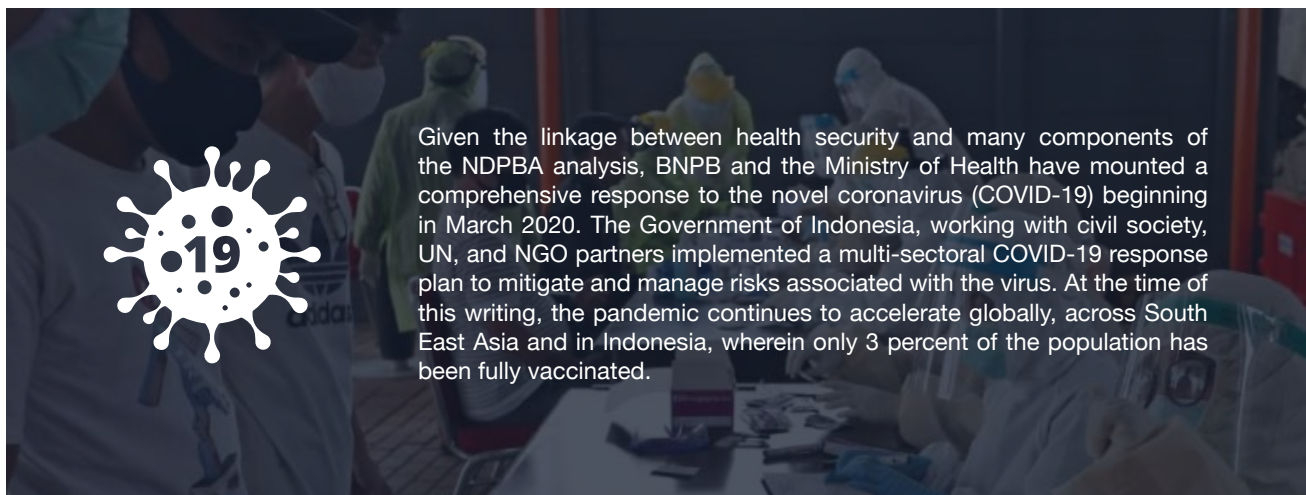 19
Given the linkage between health security and many components of
the NDPBA analysis, BNPB and the Ministry of Health have mounted a
comprehensive response to the novel coronavirus (COVID-19) beginning
in March 2020. The Government of Indonesia, working with civil society,
UN, and NGO partners implemented a multi-sectoral COVID-19 response
plan to mitigate and manage risks associated with the virus. At the time of
this writing, the pandemic continues to accelerate globally, across South
East Asia and in Indonesia, wherein only 3 percent of the population has
been fully vaccinated.
adidas